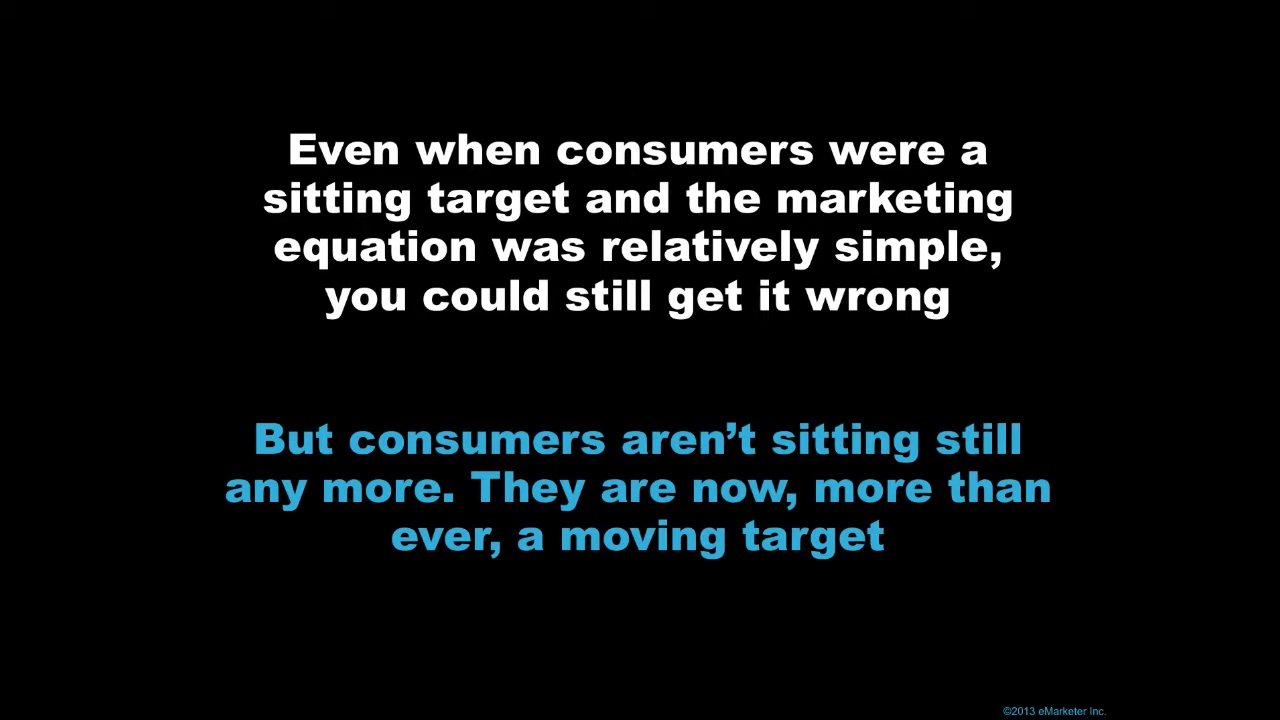 Even when consumers were a
sitting target and the marketing
equation was relatively simple,
you could still get it wrong
But consumers aren’t sitting still
any more. They are now, more than
ever, a moving target
©2013 eMarketer Inc.